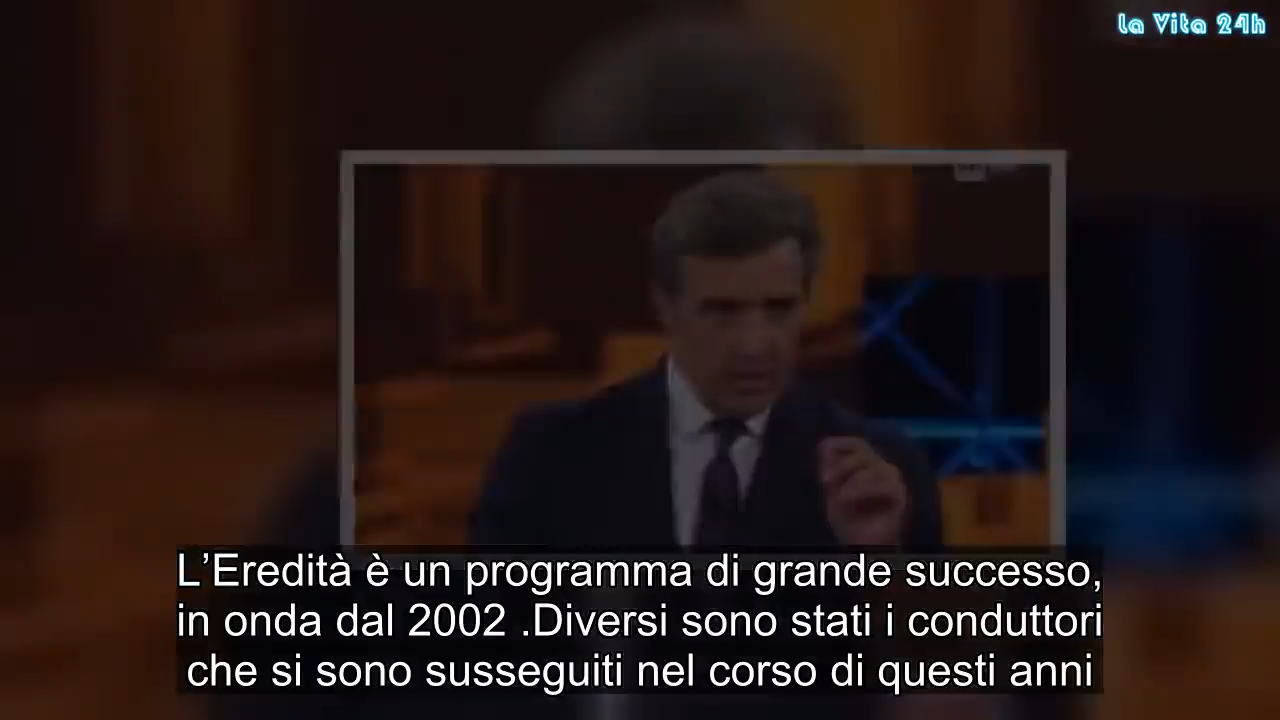 la Vita 24h
L’Eredità è un programma di grande successo,
in onda dal 2002 .Diversi sono stati i conduttori
che si sono susseguiti nel corso di questi anni